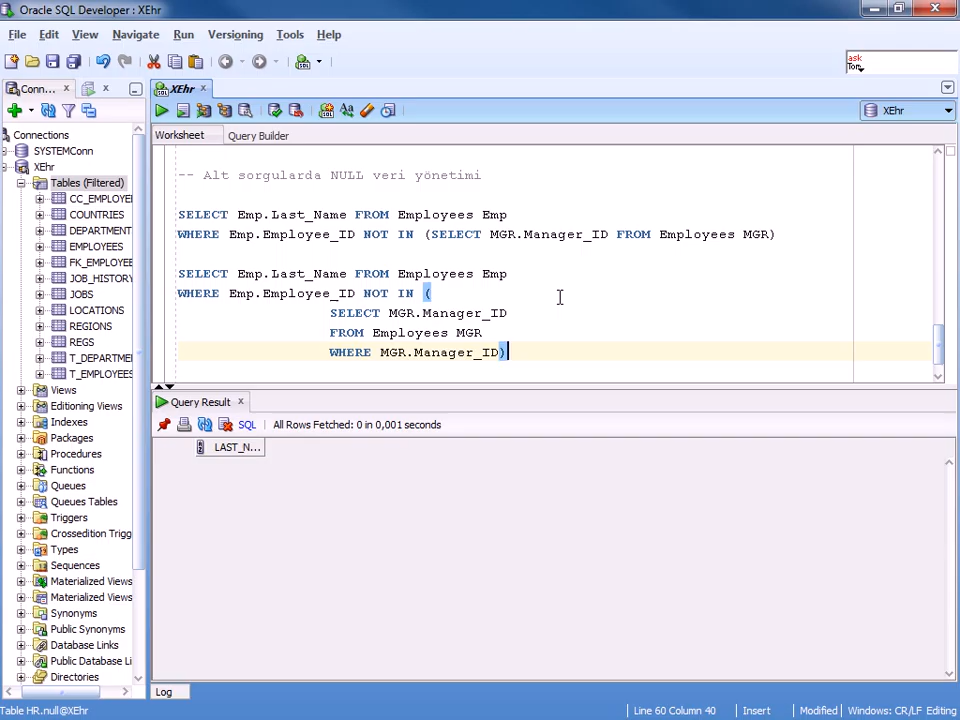 Oracle SQL Developer : XEhr
File Edit View Navigate Run Versioning Tools Help
ask
Tom
Conn...
XEhr
XEhr
Connections
Worksheet Query Builder
SYSTEMConn
XEhr
Tables (Filtered)
CC_EMPLOYE
COUNTRIES
DEPARTMENT
EMPLOYEES
FK_EMPLOYEE
JOB_HISTORY
JOBS
LOCATIONS
REGIONS
REGS
T_DEPARTME
T_EMPLOYEES
Views
Editioning Views
Indexes
Packages
Procedures
Functions
Queues
Queues Tables
Triggers
Crossedition Trigg
Types
Sequences
Materialized Views
Materialized Views
Synonyms
Public Synonyms
Database Links
Public Database Li
Directories
-- Alt sorgularda NULL veri yönetimi
SELECT Emp.Last_Name FROM Employees Emp
WHERE Emp.Employee_ID NOT IN (SELECT MGR.Manager_ID FROM Employees MGR)
SELECT Emp.Last_Name FROM Employees Emp
WHERE Emp.Employee_ID NOT IN (
SELECT MGR.Manager_ID
FROM Employees MGR
WHERE MGR.Manager_ID)
Query Result
SQL | All Rows Fetched: 0 in 0,001 seconds
LAST_N...
Log
Table HR.null@XEhr
Line 60 Column 40 Insert Modified Windows: CR/LF Editing